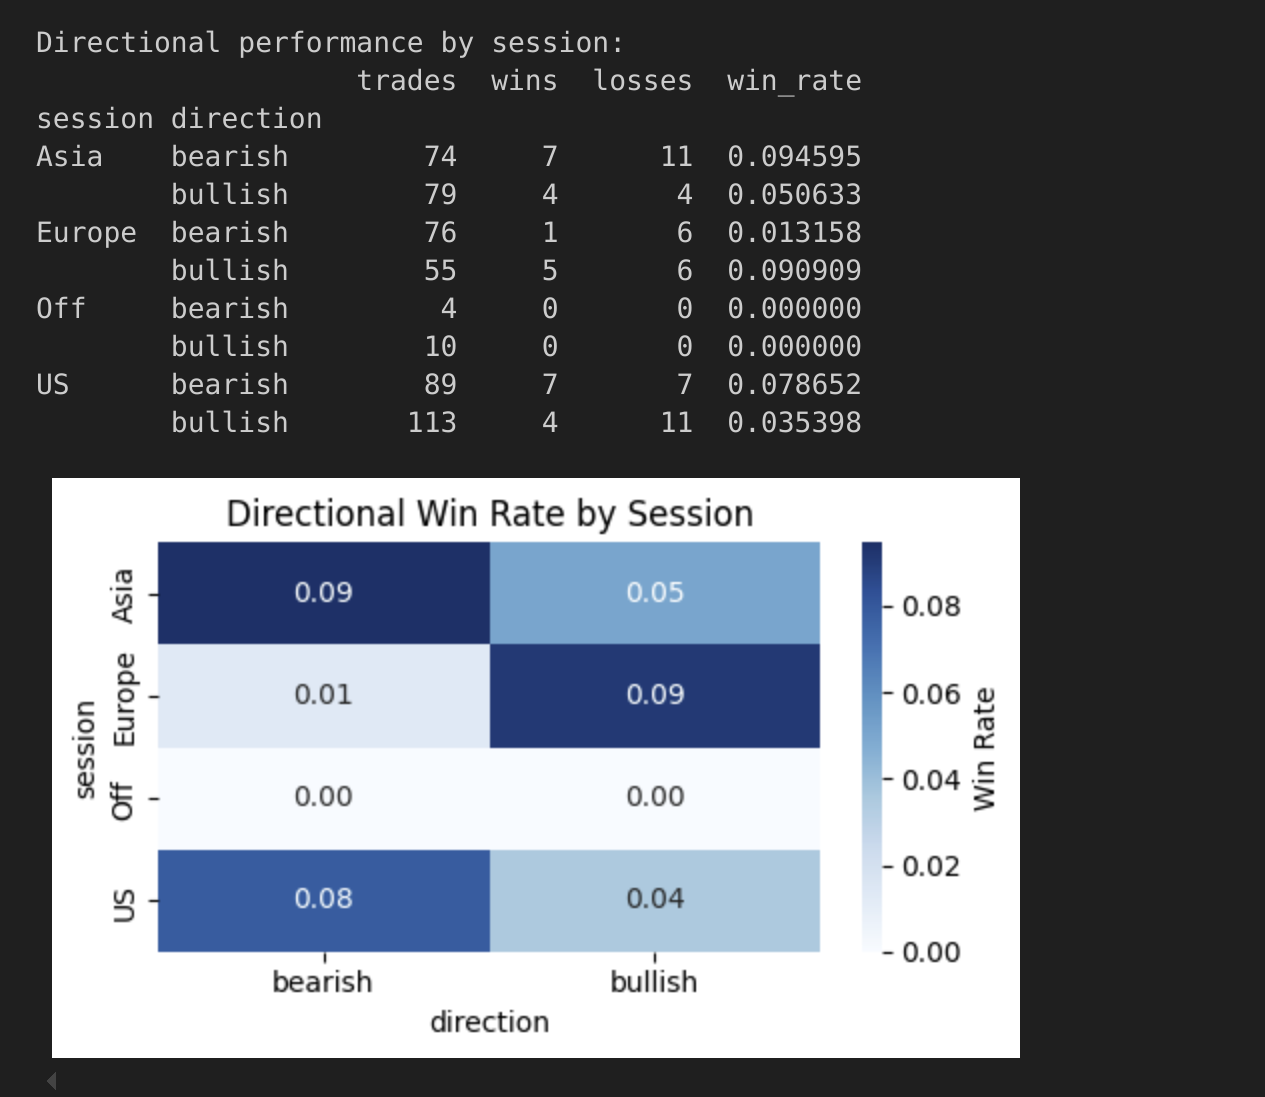 Directional performance by session:
trades wins losses win_rate
session direction
Asia bearish 74 7 11 0.094595
bullish 79 4 4 0.050633
Europe bearish 76 1 6 0.013158
bullish 55 5 6 0.090909
Off bearish 4 0 0 0.000000
bullish 10 0 0 0.000000
US bearish 89 7 7 0.078652
bullish 113 4 11 0.035398
Directional Win Rate by Session
Asia 0.09 0.05
Europe 0.01 0.09
Off 0.00 0.00
US 0.08 0.04
session
bearish bullish
direction
0.08
0.06
0.04
0.02
0.00
Win Rate